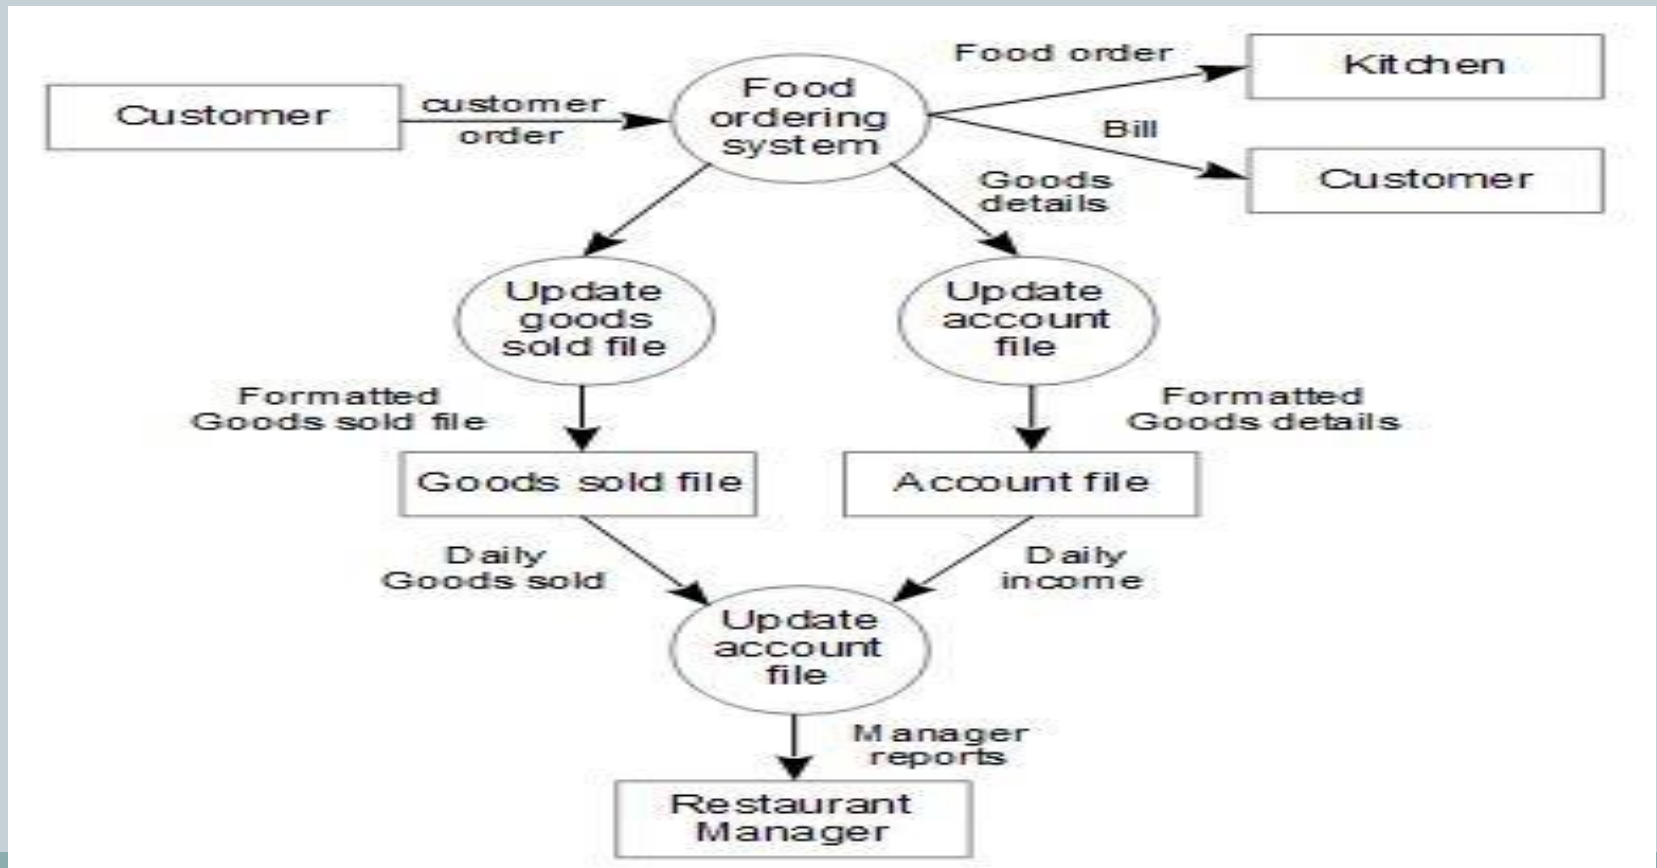 Food order
Kitchen
Customer
customer
order
Food
ordering
system
Bill
Customer
Goods
details
Update
goods
sold file
Update
account
file
Formatted
Goods sold file
Formatted
Goods details
Goods sold file
Account file
Daily
Goods sold
Daily
income
Update
account
file
Manager
reports
Restaurant
Manager